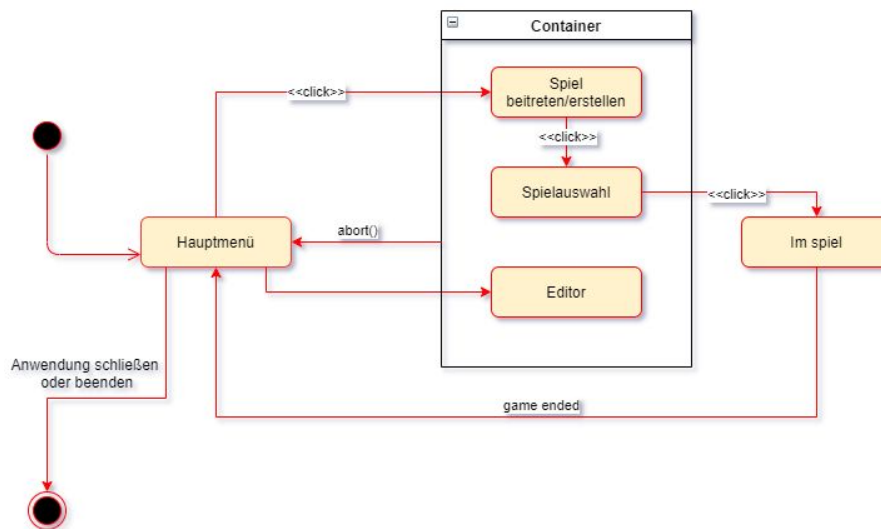 Container
Spiel
beitreten/erstellen
<<click>>
<<click>>
Spielauswahl
<<click>>
Hauptmenü
abort()
Im spiel
Editor
Anwendung schließen
oder beenden
game ended